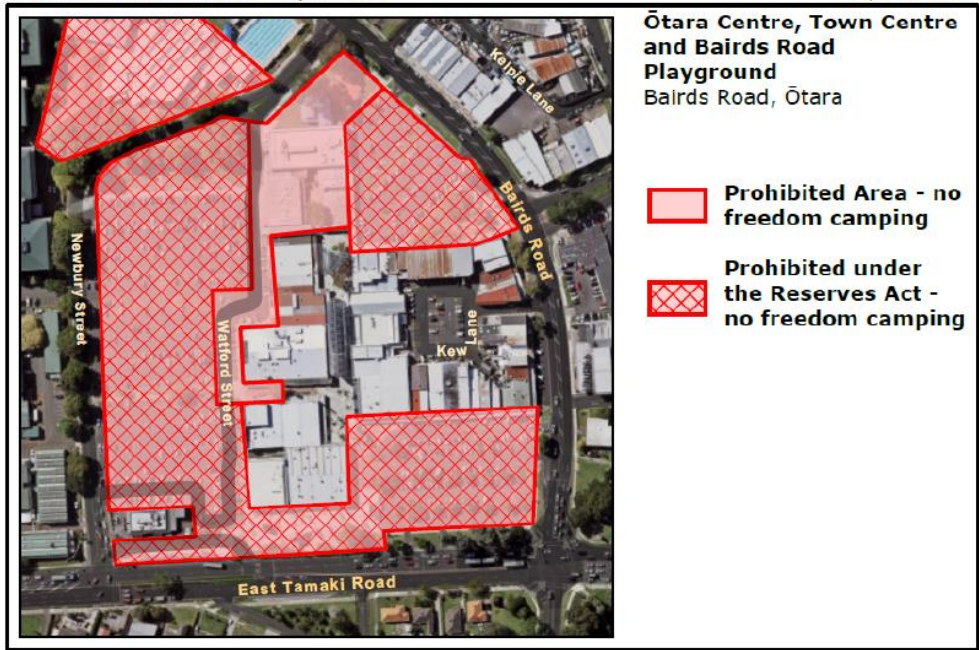 Ōtara Centre, Town Centre
and Bairds Road
Playground
Bairds Road, Ōtara
Prohibited Area - no
freedom camping
Prohibited under
the Reserves Act -
no freedom camping
Kelpie Lane
Bairds Road
Newbury Street
Watford Street
Kew Lane
East Tamaki Road